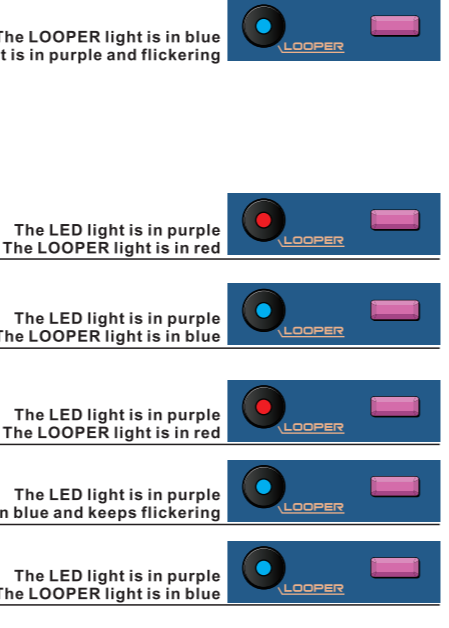 The LOOPER light is in blue
t is in purple and flickering
LOOPER
The LED light is in purple
The LOOPER light is in red
LOOPER
The LED light is in purple
The LOOPER light is in blue
LOOPER
The LED light is in purple
The LOOPER light is in red
LOOPER
The LED light is in purple
n blue and keeps flickering
LOOPER
The LED light is in purple
The LOOPER light is in blue
LOOPER